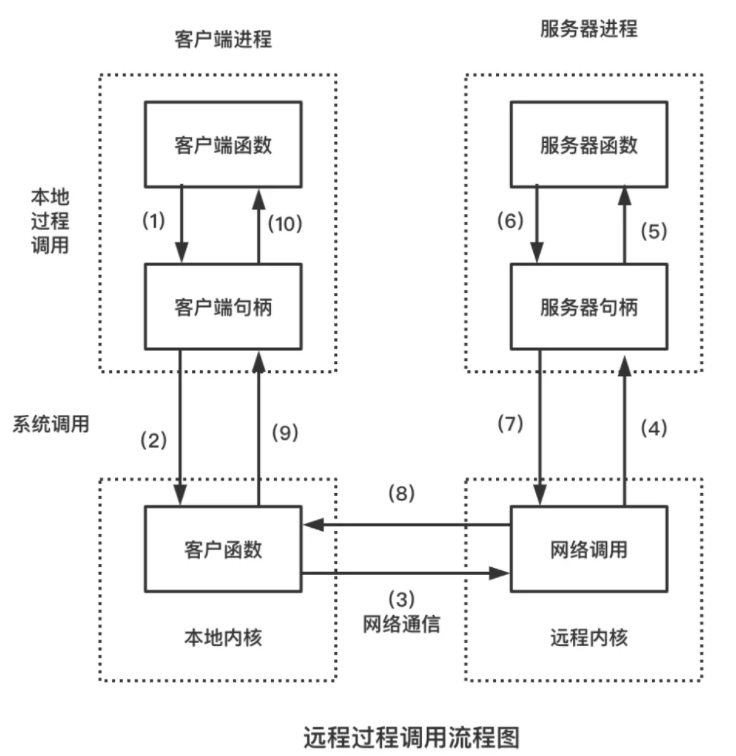 客户端进程
服务器进程
客户端函数
服务器函数
本地
过程
调用
(1)
(10)
(6)
(5)
客户端句柄
服务器句柄
系统调用
(2)
(9)
(7)
(4)
(8)
客户函数
网络调用
(3)
网络通信
本地内核
远程内核
远程过程调用流程图